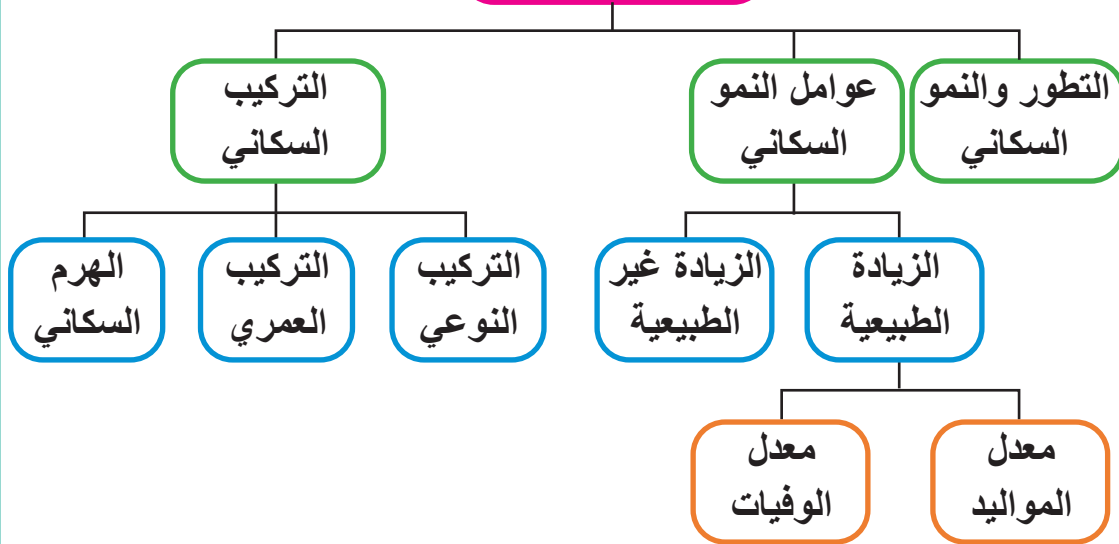 التطور والنمو
السكاني
عوامل النمو
السكاني
التركيب
السكاني
الزيادة
الطبيعية
الزيادة غير
الطبيعية
التركيب
النوعي
التركيب
العمري
الهرم
السكاني
معدل
المواليد
معدل
الوفيات